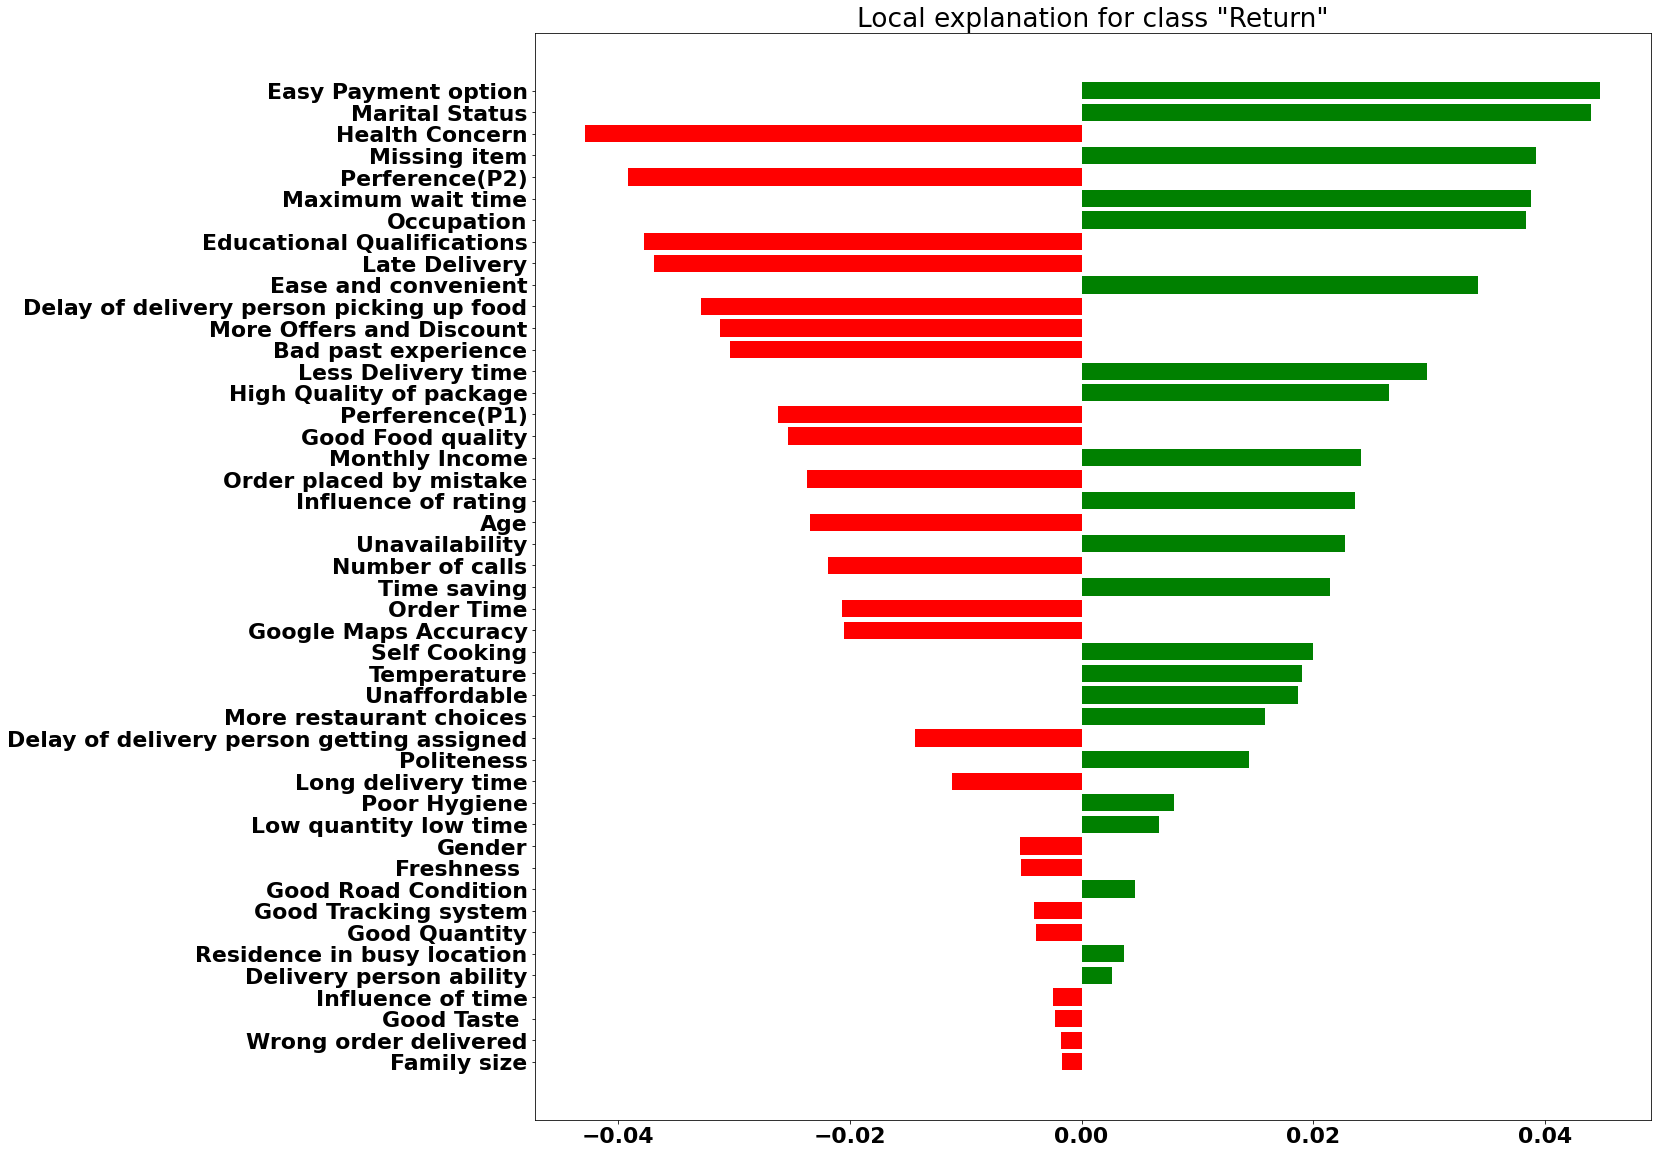 Local explanation for class "Return"
Easy Payment option
Marital Status
Health Concern
Missing item
Perference(P2)
Maximum wait time
Occupation
Educational Qualifications
Late Delivery
Ease and convenient
Delay of delivery person picking up food
More Offers and Discount
Bad past experience
Less Delivery time
High Quality of package
Perference(P1)
Good Food quality
Monthly Income
Order placed by mistake
Influence of rating
Age
Unavailability
Number of calls
Time saving
Order Time
Google Maps Accuracy
Self Cooking
Temperature
Unaffordable
More restaurant choices
Delay of delivery person getting assigned
Politeness
Long delivery time
Poor Hygiene
Low quantity low time
Gender
Freshness
Good Road Condition
Good Tracking system
Good Quantity
Residence in busy location
Delivery person ability
Influence of time
Good Taste
Wrong order delivered
Family size
−0.04 −0.02 0.00 0.02 0.04